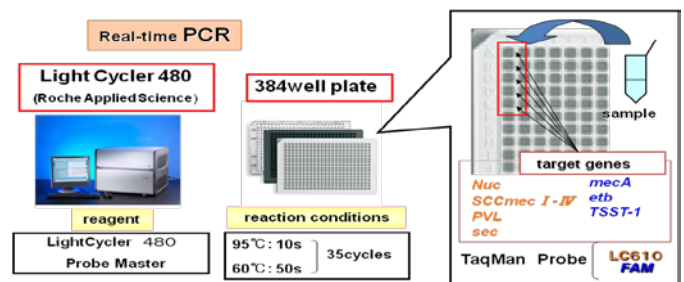 Real-time PCR
Light Cycler 480
(Roche Applied Science)
reagent
LightCycler 480
Probe Master
384well plate
reaction conditions
95℃: 10s
60℃: 50s
35cycles
sample
target genes
Nuc
SCCmec I-IV
PVL
sec
mecA
etb
TSST-1
TaqMan Probe
LC610
FAM